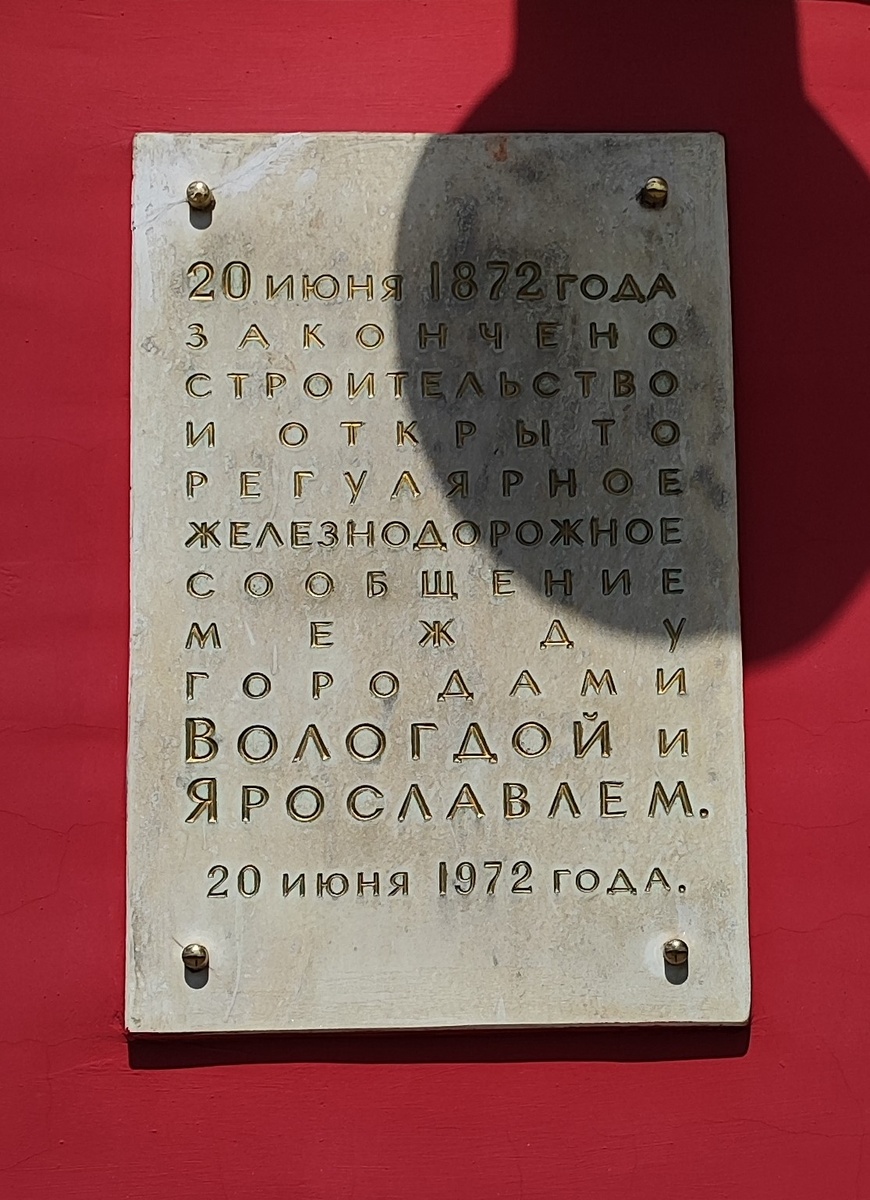 20 июня 1872 года
закончено
строительство
и открыто
регулярное
железнодорожное
сообщение
между
городами
Вологдой и
Ярославлем.
20 июня 1972 года.